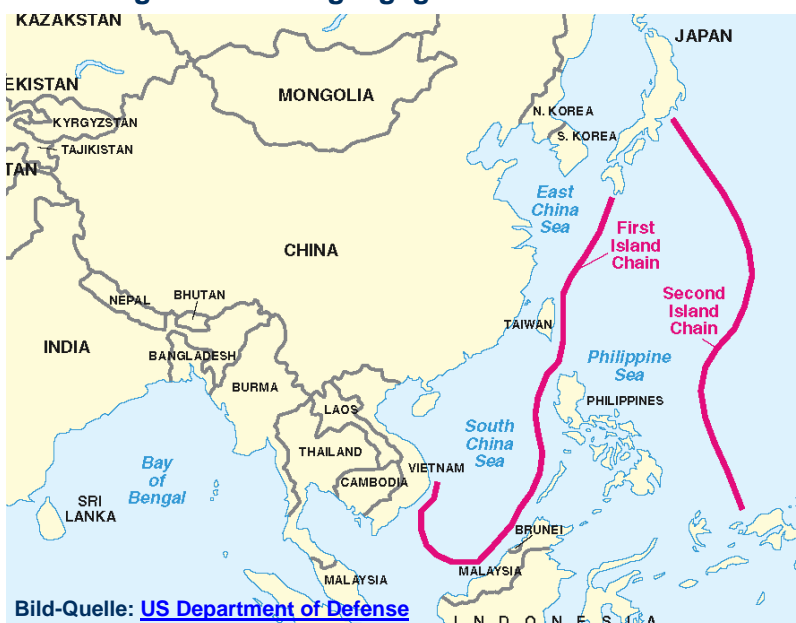 KAZAKHSTAN
JAPAN
EKISTAN
MONGOLIA
KYRGYZSTAN
N. KOREA
S. KOREA
TAJIKISTAN
TAN
East
China
Sea
First
Island
Chain
CHINA
Second
Island
Chain
NEPAL
BHUTAN
TAIWAN
INDIA
BANGLADESH
Philippine
Sea
BURMA
PHILIPPINES
LAOS
South
China
Sea
THAILAND
VIETNAM
Bay
of
Bengal
CAMBODIA
SRI
LANKA
BRUNEI
MALAYSIA
MALAYSIA
Bild-Quelle: US Department of Defense
INDONESIA